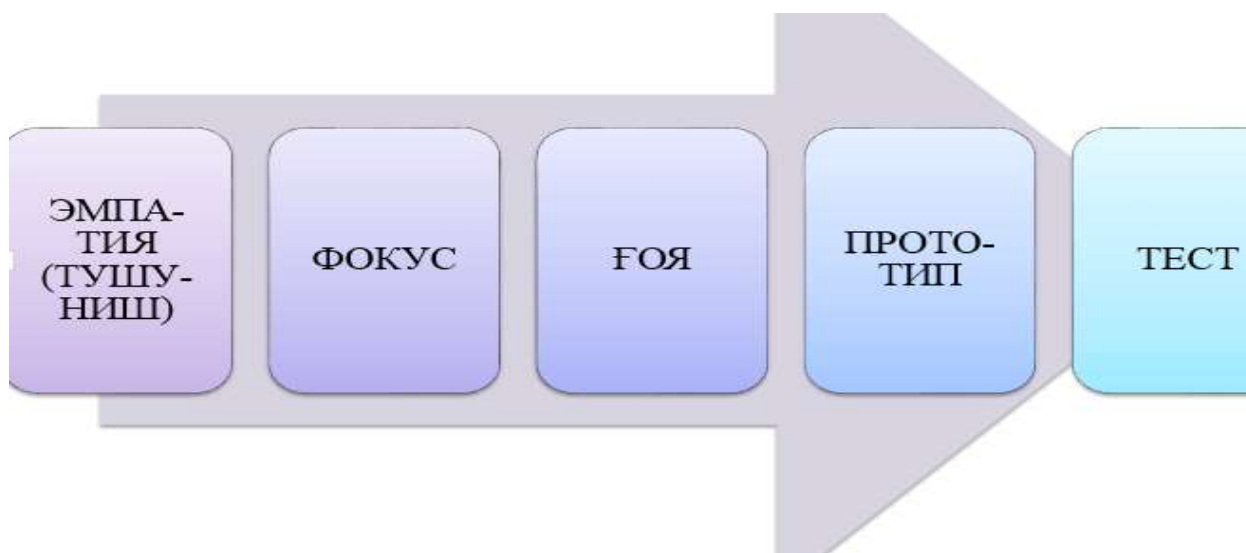 ЭМПА-
ТИЯ
(ТУШУ-
НИШ)
ФОКУС
ҒОЯ
ПРОТО-
ТИП
ТЕСТ